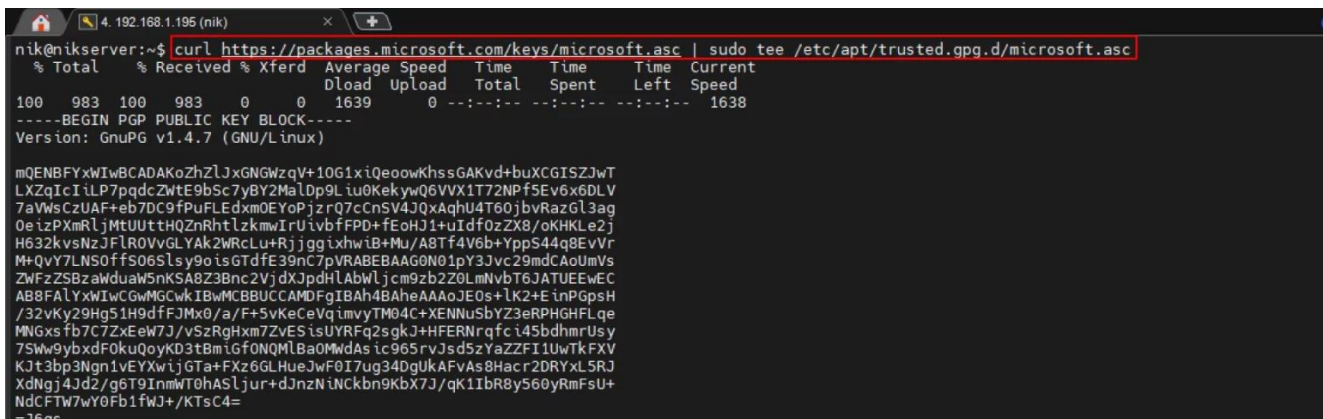 4. 192.168.1.195 (nik)
nik@nikserver:~$ curl https://packages.microsoft.com/keys/microsoft.asc | sudo tee /etc/apt/trusted.gpg.d/microsoft.asc
% Total % Received % Xferd Average Speed Time Time Time Current
Dload Upload Total Spent Left Speed
100 983 100 983 0 0 1639 0 --:--:-- --:--:-- --:--:-- 1638
-----BEGIN PGP PUBLIC KEY BLOCK-----
Version: GnuPG v1.4.7 (GNU/Linux)
mQENBFYxWIwBCADAKoZhZlJxGNGWzqV+1OG1xiQeoowKhssGAKvd+buXCGISZJwT
LXZqIcIiLP7pqdcZWtE9bSc7yBY2MalDp9Liu0KekywQ6VVX1T72NPf5Ev6x6DLV
7aVWsCzUAF+eb7DC9fPuFLEdxmOEYoPjzrQ7cCnSV4JQxAqhU4T6OjbvRazGl3ag
OeizPXmRljMtUUttHQZnRhtlzkmwIrUivbfFPD+fEoHJ1+uIdfOzZX8/oKHKLe2j
H632kvsNzJFlROVvGLYAk2WRcLu+RjjggixhwiB+Mu/A8Tf4V6b+YppS44q8EvVr
M+QvY7LNSOffSO6Slsy9oisGTdfE39nC7pVRABEBAAG0N01pY3Jvc29mdCAoUmVs
ZWFzZSBzaWduaW5nKSA8Z3Bnc2VjdXJpdHlAbWljcm9zb2Z0LmNvbT6JATUEEwEC
AB8FAlYxWIwCGwMGCwkIBwMCBBUCCAMDFgIBAh4BAheAAAoJEOs+lK2+EinPGpsH
/32vKy29Hg51H9dfFJMx0/a/F+5vKeCeVqimvyTM04C+XENNuSbYZ3eRPHGHFLqe
MNGxsfb7C7ZxEeW7J/vSzRgHxm7ZvESisUYRFq2sgkJ+HFERNrqfci45bdhmrUsy
7SWw9ybxdFOkuQoyKD3tBmiGfONQMlBaOMWdAsic965rvJsd5zYaZZFI1UwTkFXV
KJt3bp3Ngn1vEYXwijGTa+FXz6GLHueJwF0I7ug34DgUkAFvAs8Hacr2DRYxL5RJ
XdNgj4Jd2/g6T9InmWT0hASljur+dJnzNiNCkbn9KbX7J/qK1IbR8y560yRmFsU+
NdCFTW7wY0Fb1fWJ+/KTsC4=